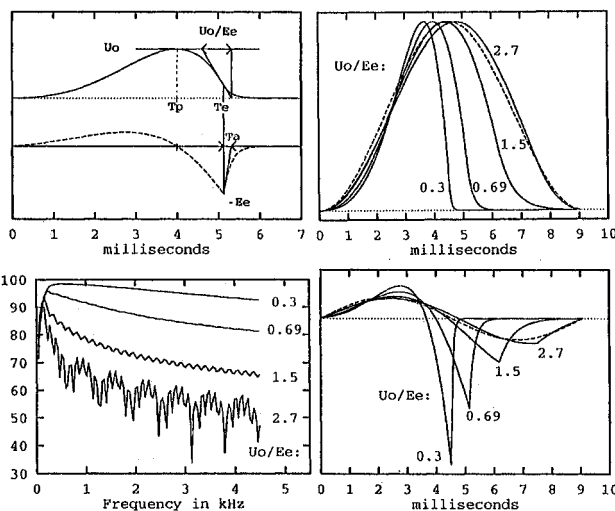 Uo/Ee
Uo
Tp
Te
Ta
-Ee
0 1 2 3 4 5 6 7
milliseconds
Uo/Ee:
2.7
1.5
0.3
0.69
0 1 2 3 4 5 6 7 8 9 10
milliseconds
100
90
80
70
60
50
40
30
0.3
0.69
1.5
2.7
Uo/Ee:
0 1 2 3 4 5
Frequency in kHz
2.7
1.5
Uo/Ee:
0.69
0.3
0 1 2 3 4 5 6 7 8 9 10
milliseconds